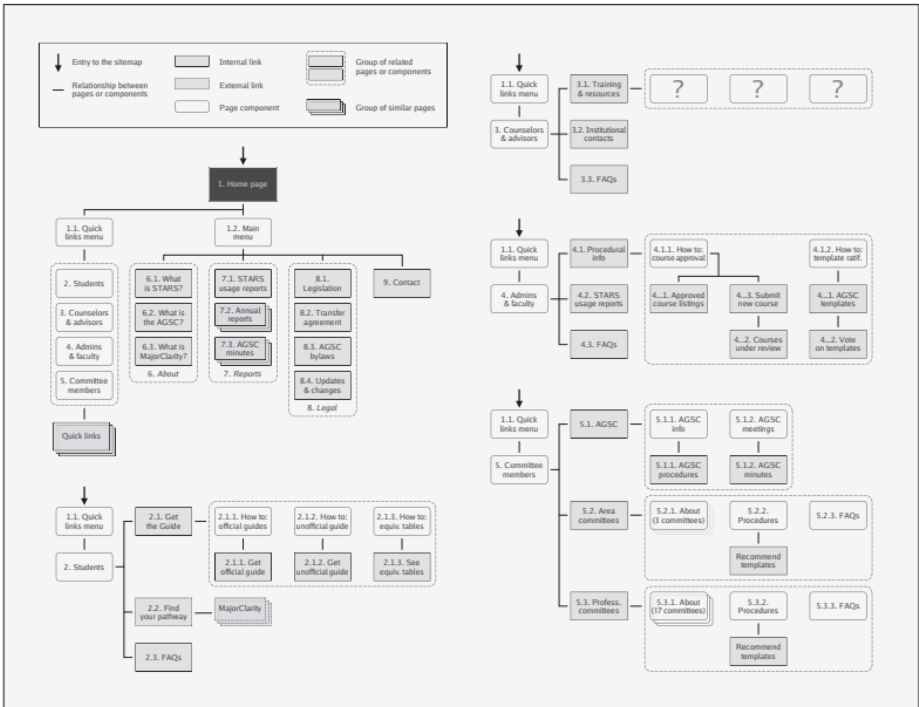 Entry to the sitemap
Relationship between
pages or components
Internal link
External link
Page component
Group of related
pages or components
Group of similar pages
1. Home page
1.1. Quick
links menu
1.2. Main
menu
2. Students
3. Counselors
& advisors
4. Admins
& faculty
5. Committee
members
Quick links
6.1. What
is STARS?
6.2. What is
the AGSC?
6.3. What is
MajorClarity?
6. About
7.1. STARS
usage reports
7.2. Annual
reports
7.3. AGSC
minutes
7. Reports
8.1.
Legislation
8.2. Transfer
agreement
8.3. AGSC
bylaws
8.4. Updates
& changes
8. Legal
9. Contact
1.1. Quick
links menu
2. Students
2.1. Get
the Guide
2.1.1. How to:
official guides
2.1.2. How to:
unofficial guide
2.1.3. How to:
equiv. tables
2.1.1. Get
official guide
2.1.2. Get
unofficial guide
2.1.3. See
equiv. tables
2.2. Find
your pathway
MajorClarity
2.3. FAQs
1.1. Quick
links menu
3. Counselors
& advisors
3.1. Training
& resources
?
?
?
3.2. Institutional
contacts
3.3. FAQs
1.1. Quick
links menu
4. Admins
& faculty
4.1. Procedural
info
4.1.1. How to:
course approval
4.1.2. How to:
template ratif.
4.2. STARS
usage reports
4...1. Approved
course listings
4...3. Submit
new course
4...1. AGSC
templates
4.3. FAQs
4...2. Courses
under review
4...2. Vote
on templates
1.1. Quick
links menu
5. Committee
members
5.1. AGSC
5.1.1. AGSC
info
5.1.2. AGSC
meetings
5.1.1. AGSC
procedures
5.1.2. AGSC
minutes
5.2. Area
committees
5.2.1. About
(3 committees)
5.2.2.
Procedures
5.2.3. FAQs
Recommend
templates
5.3. Profess.
committees
5.3.1. About
(17 committees)
5.3.2.
Procedures
5.3.3. FAQs
Recommend
templates